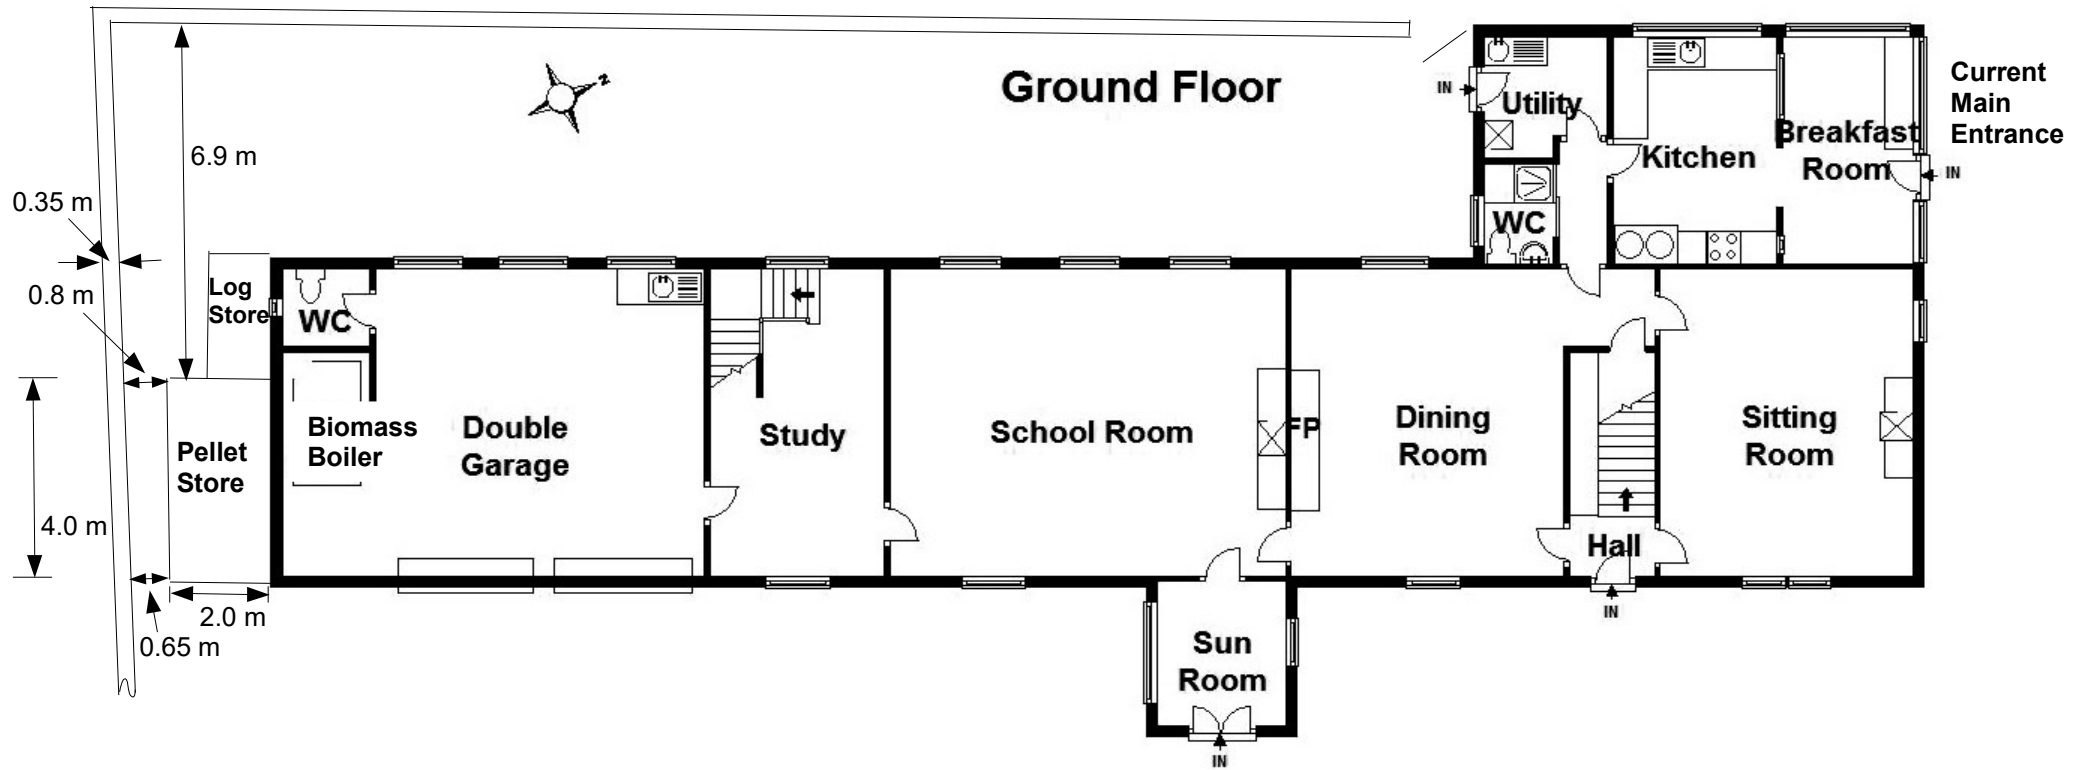 Ground Floor
N
6.9 m
0.35 m
0.8 m
4.0 m
2.0 m
0.65 m
Log
Store
Pellet
Store
WC
Biomass
Boiler
Double
Garage
Study
School Room
FP
Dining
Room
Hall
IN
Sitting
Room
Sun
Room
IN
IN
Utility
WC
Kitchen
Breakfast
Room
IN
Current
Main
Entrance